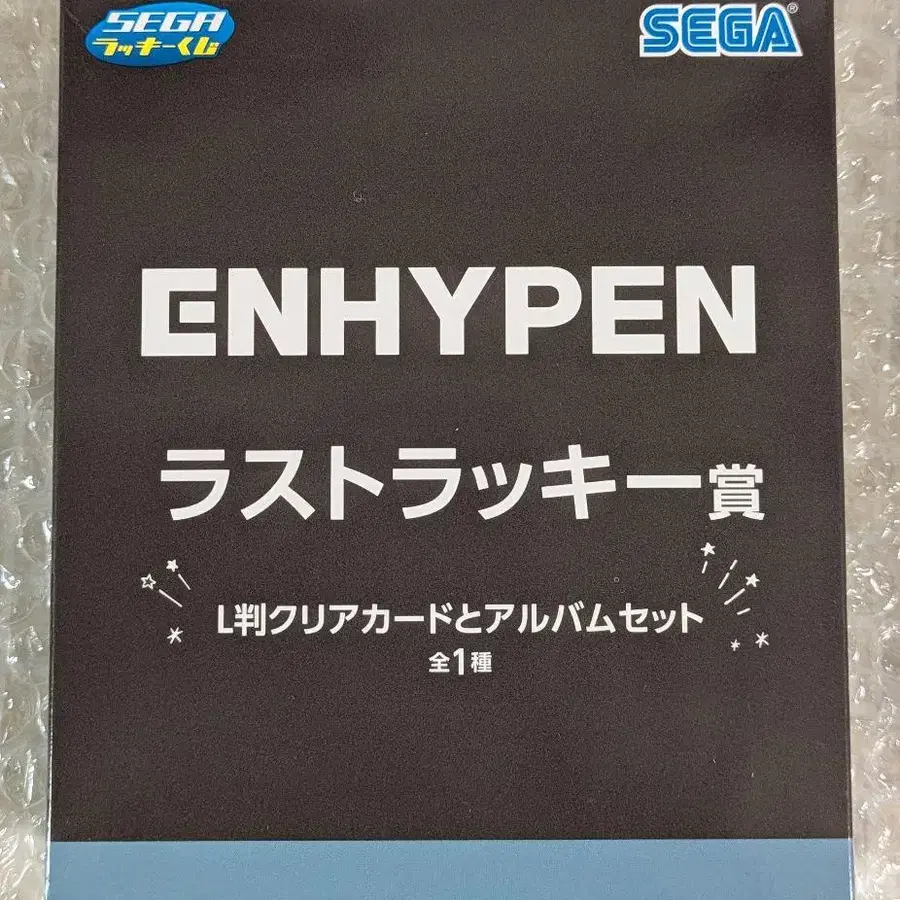 SEGA
ラッキーくじ
SEGA®
ENHYPEN
ラストラッキー賞
L判クリアカードとアルバムセット
全1種